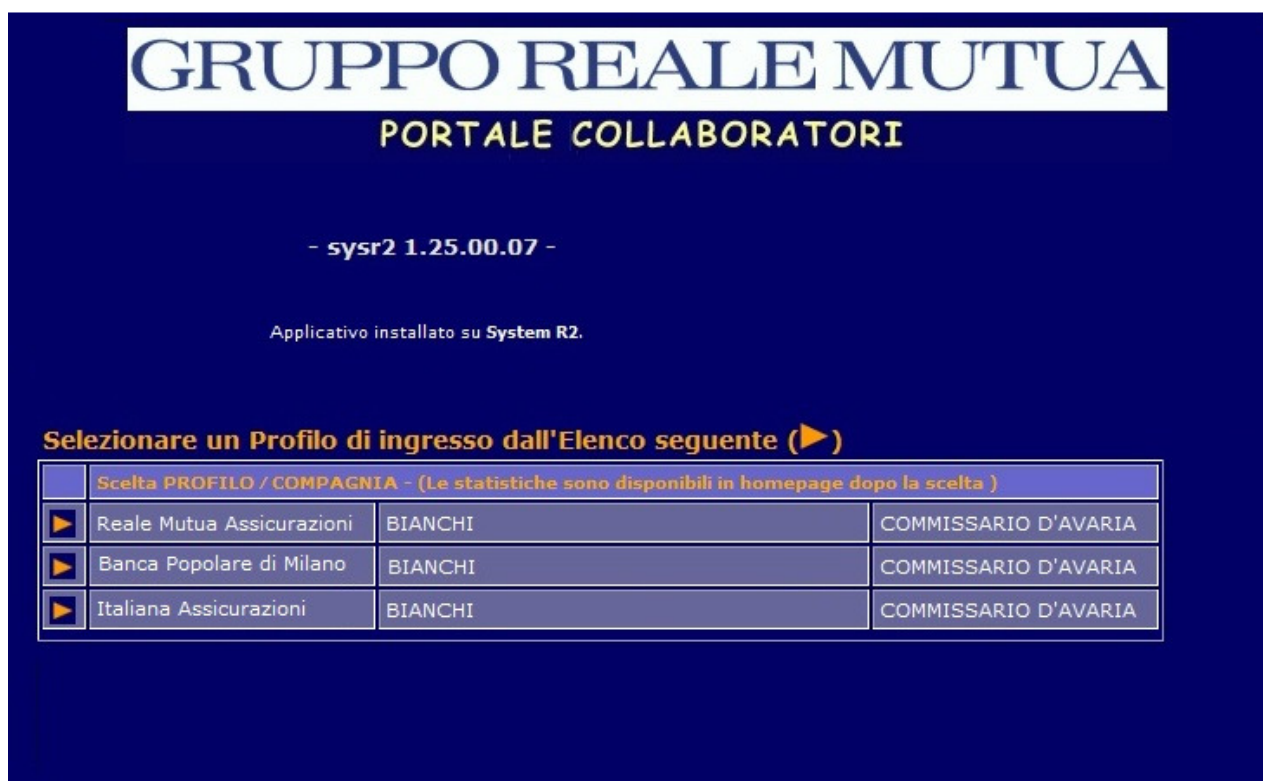 GRUPPO REALE MUTUA
PORTALE COLLABORATORI
- sysr2 1.25.00.07 -
Applicativo installato su System R2.
Selezionare un Profilo di ingresso dall'Elenco seguente (►)
Scelta PROFILO / COMPAGNIA - (Le statistiche sono disponibili in homepage dopo la scelta )
Reale Mutua Assicurazioni BIANCHI COMMISSARIO D'AVARIA
Banca Popolare di Milano BIANCHI COMMISSARIO D'AVARIA
Italiana Assicurazioni BIANCHI COMMISSARIO D'AVARIA